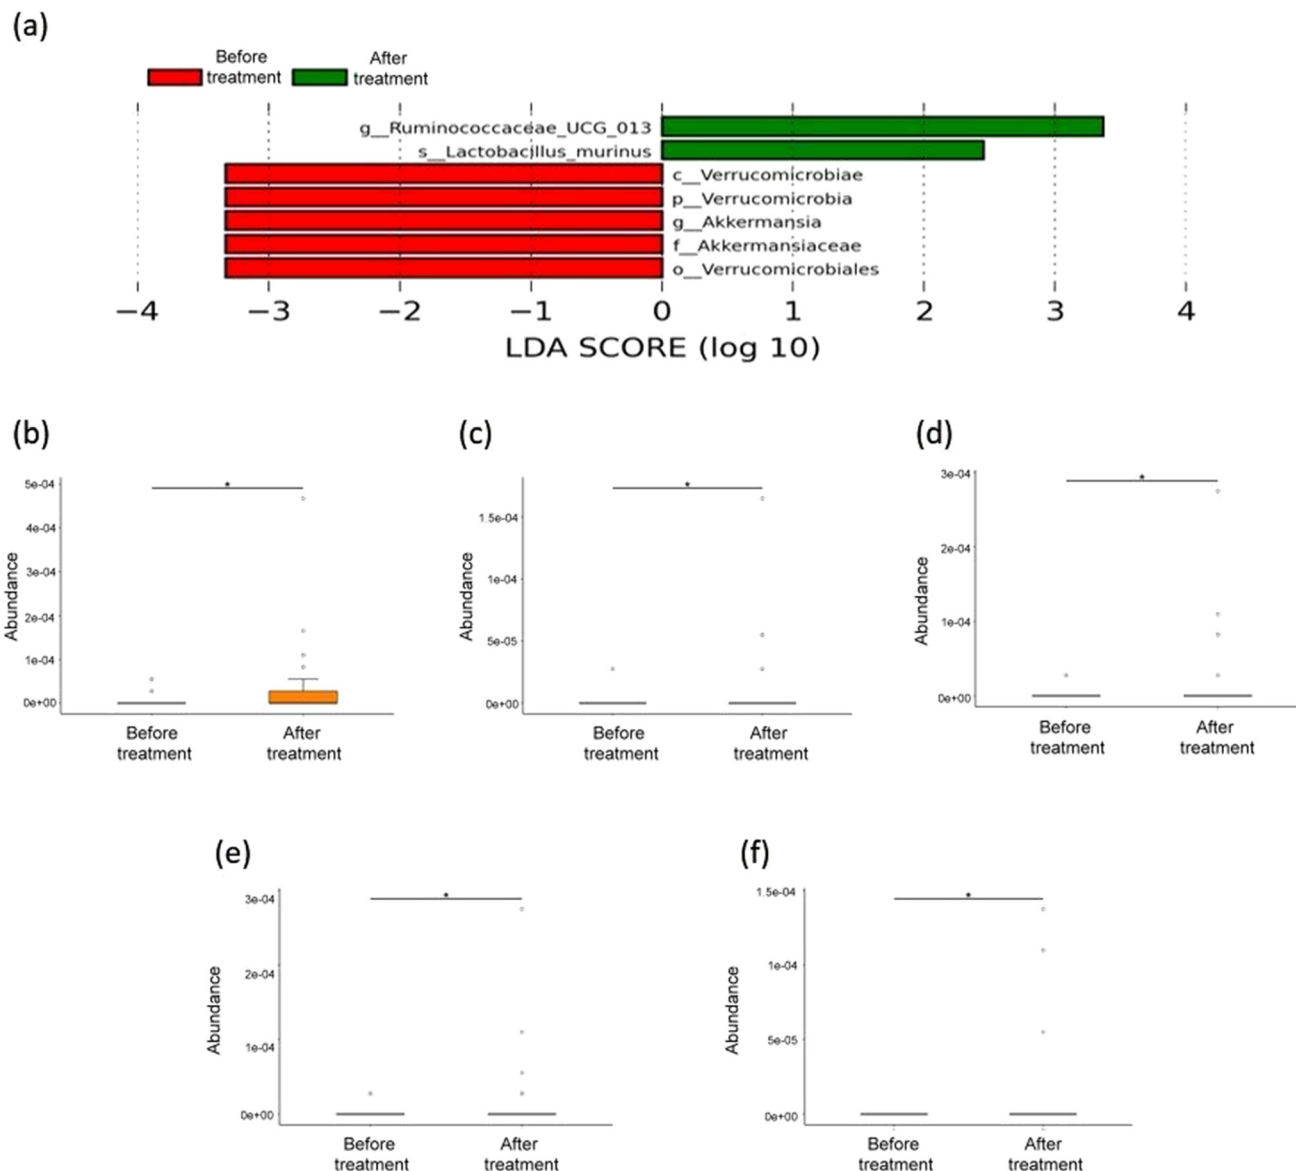 (a)
Before treatment
After treatment
g__Ruminococcaceae_UCG_013
s__Lactobacillus_murinus
c__Verrucomicrobiae
p__Verrucomicrobia
g__Akkermansia
f__Akkermansiaceae
o__Verrucomicrobiales
−4 −3 −2 −1 0 1 2 3 4
LDA SCORE (log 10)
(b)
Abundance
5e-04
4e-04
3e-04
2e-04
1e-04
0e+00
*
Before treatment
After treatment
(c)
Abundance
1.5e-04
1e-04
5e-05
0e+00
*
Before treatment
After treatment
(d)
Abundance
3e-04
2e-04
1e-04
0e+00
*
Before treatment
After treatment
(e)
Abundance
3e-04
2e-04
1e-04
0e+00
*
Before treatment
After treatment
(f)
Abundance
1.5e-04
1e-04
5e-05
0e+00
*
Before treatment
After treatment